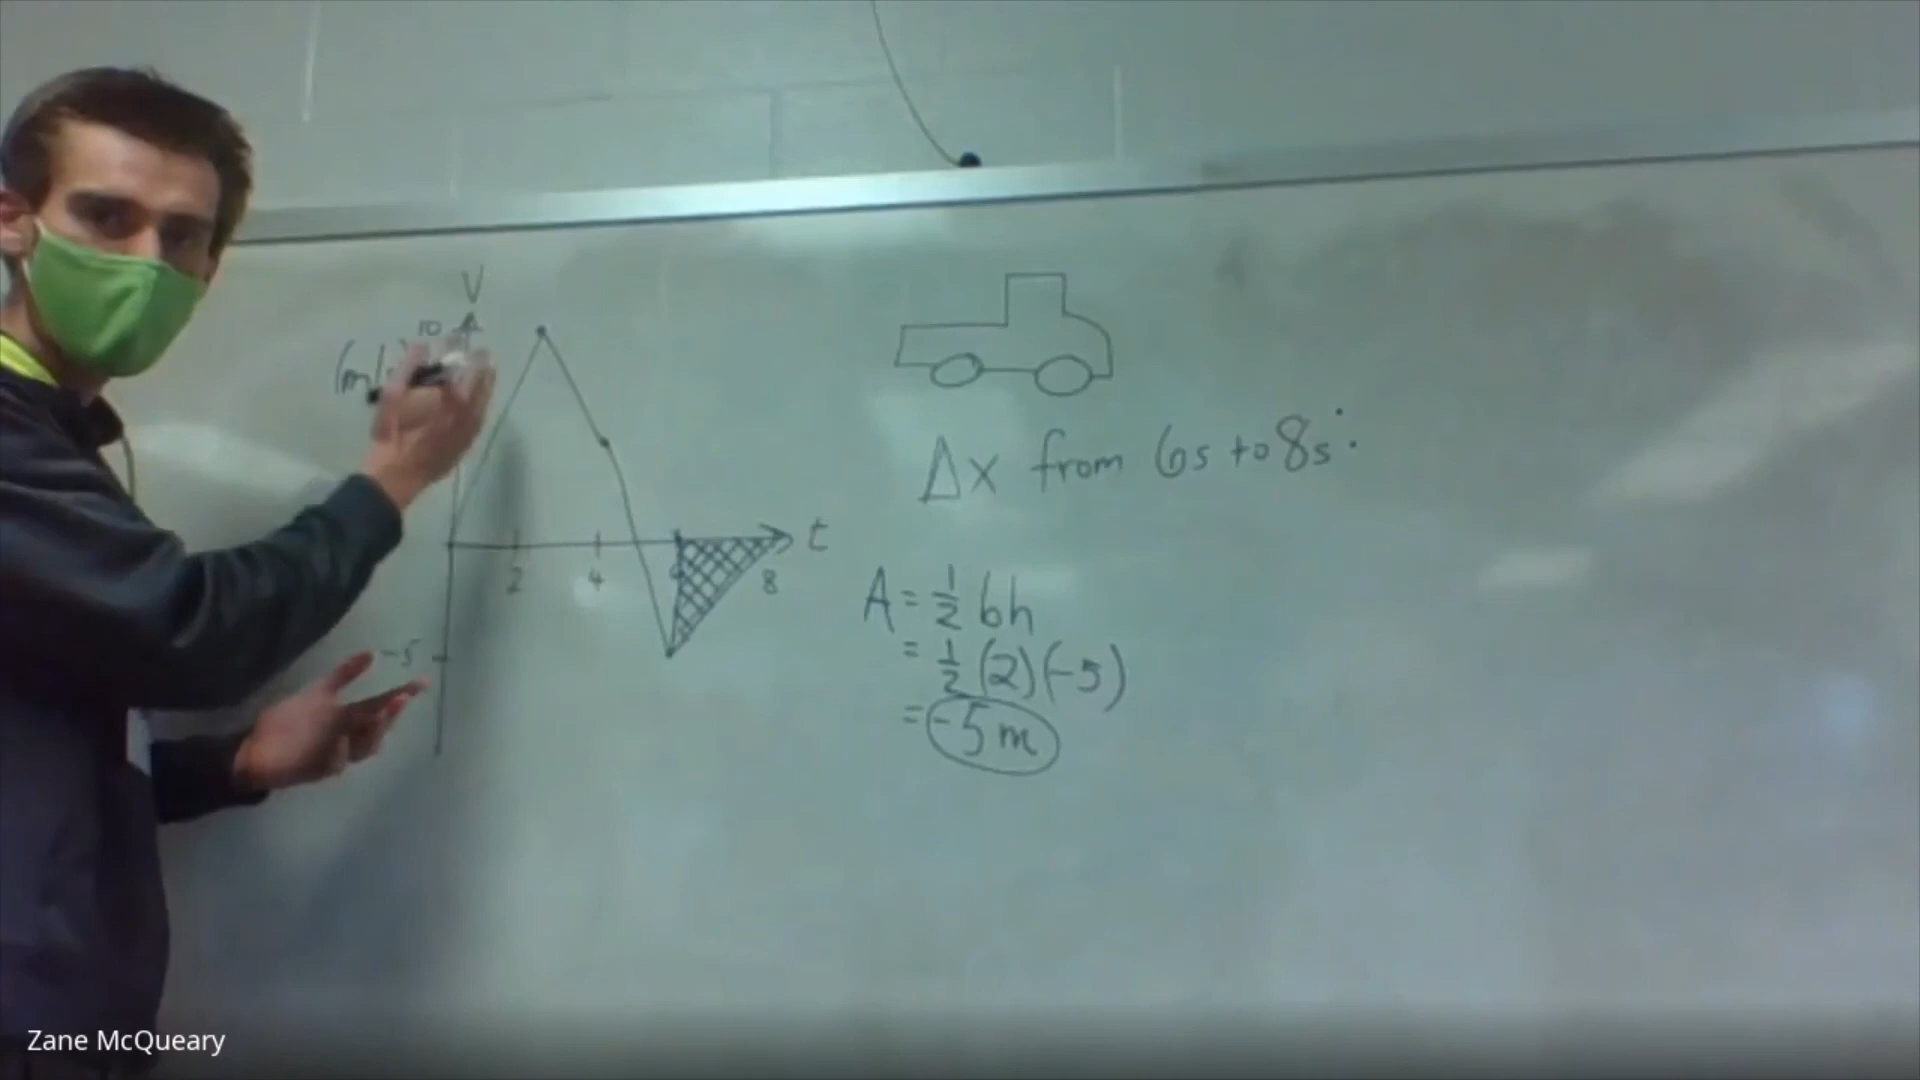 V
10
(m/
t
2
4
8
-5
Δx from 6s to 8s:
A = 1/2 bh
= 1/2 (2)(-5)
= -5 m
Zane McQueary